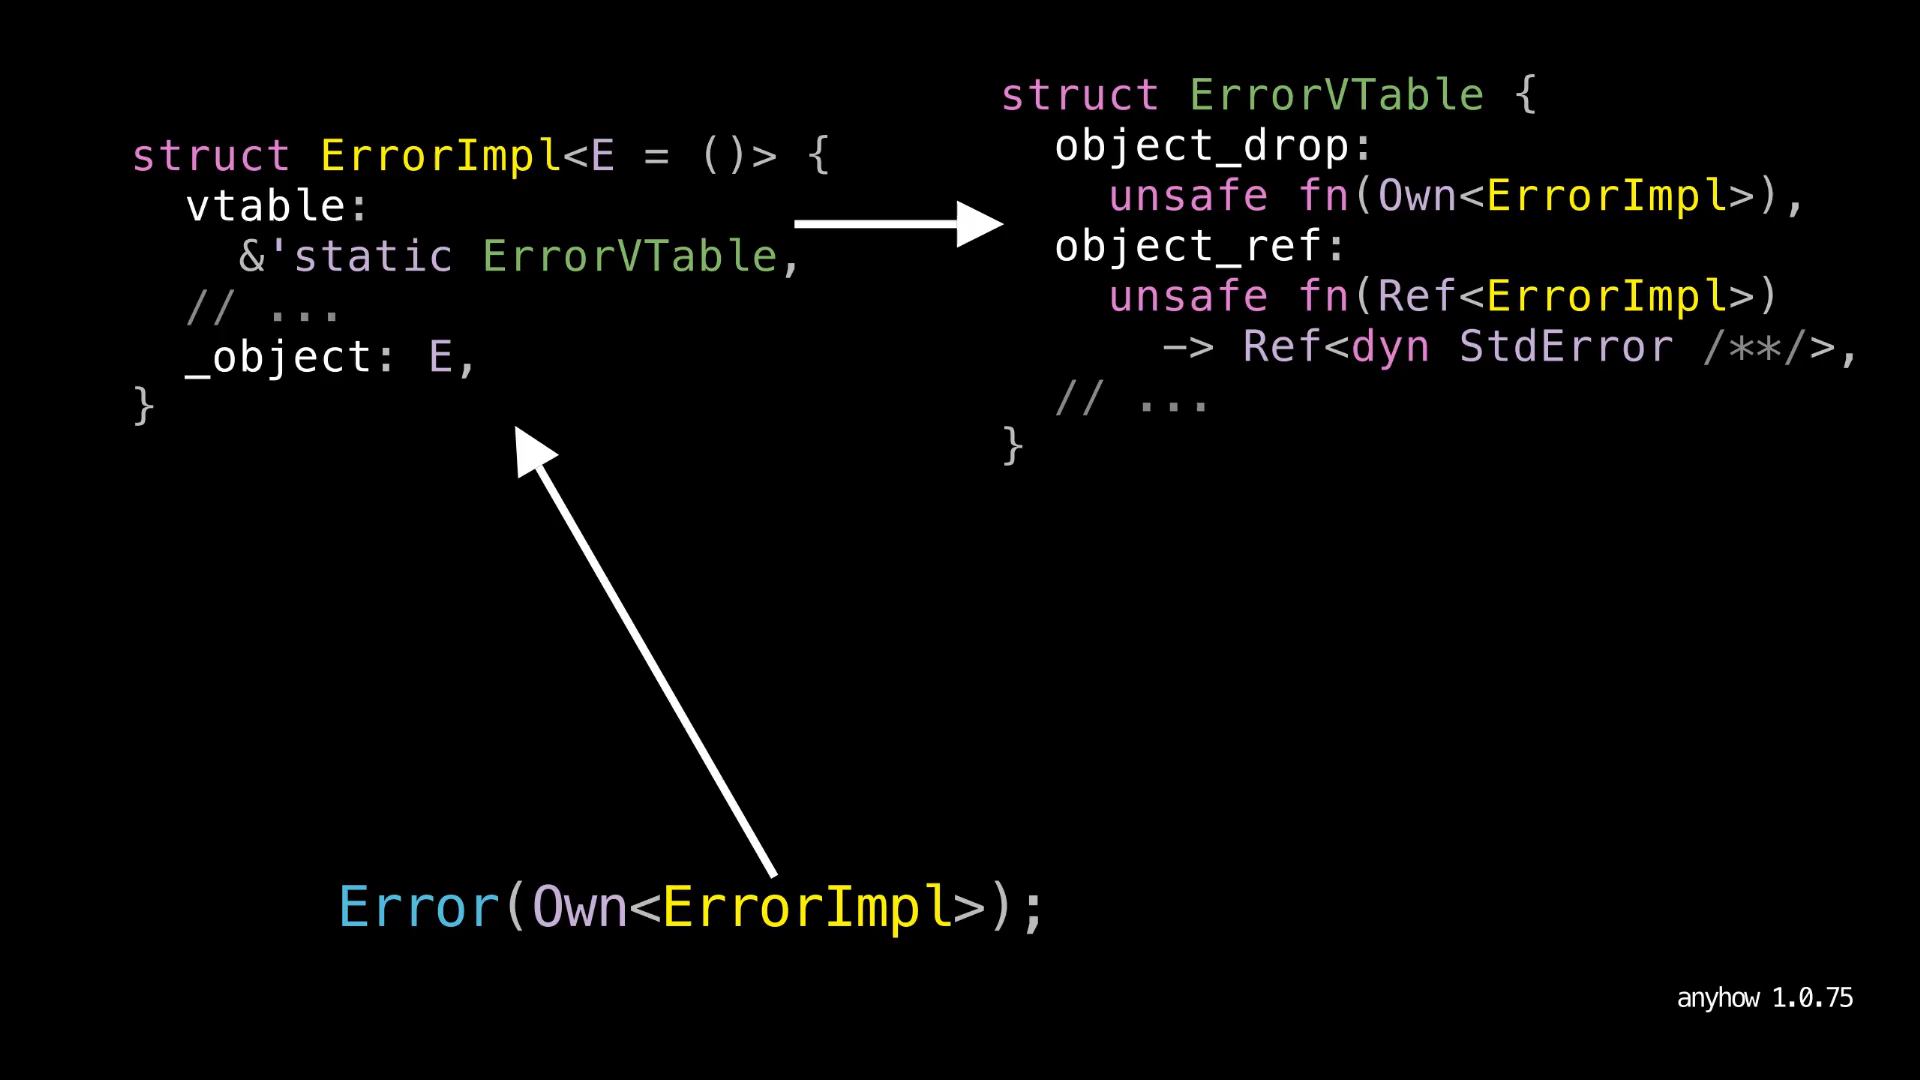 struct ErrorImpl<E = ()> {
  vtable:
    &'static ErrorVTable,
  // ...
  _object: E,
}
struct ErrorVTable {
  object_drop:
    unsafe fn(Own<ErrorImpl>),
  object_ref:
    unsafe fn(Ref<ErrorImpl>)
      -> Ref<dyn StdError /**/>,
  // ...
}
Error(Own<ErrorImpl>);
anyhow 1.0.75